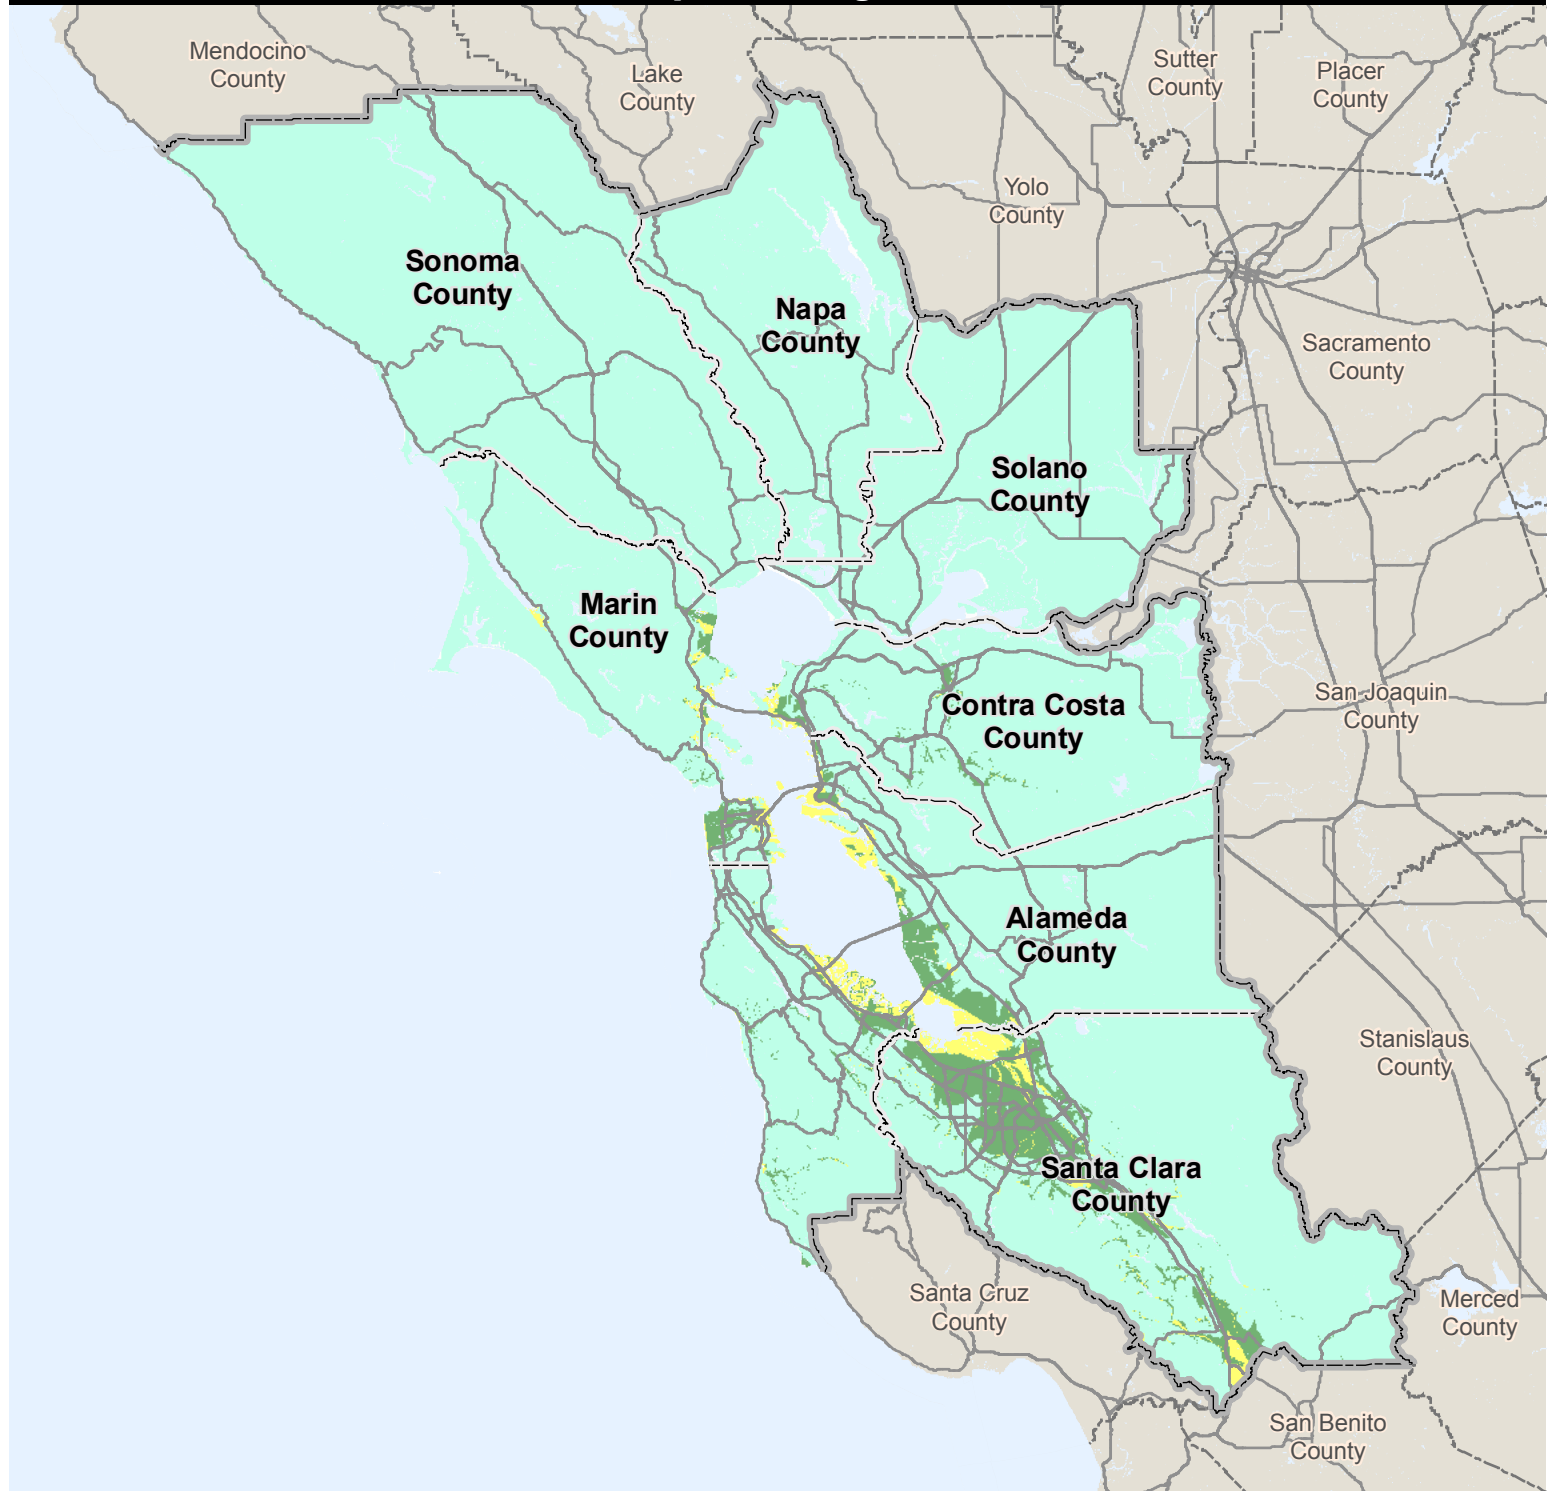 Mendocino
County
Lake
County
Sutter
County
Placer
County
Yolo
County
Sonoma
County
Napa
County
Sacramento
County
Solano
County
Marin
County
Contra Costa
County
San Joaquin
County
Alameda
County
Stanislaus
County
Santa Clara
County
Santa Cruz
County
Merced
County
San Benito
County